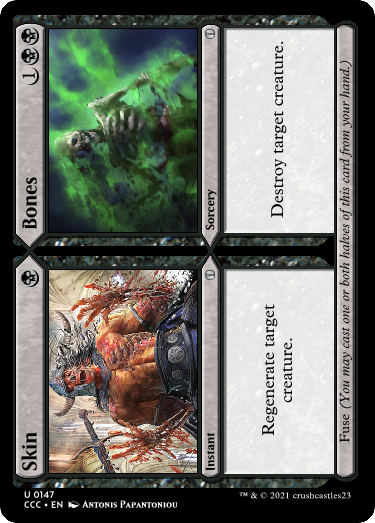 Skin
Instant
Regenerate target
creature.
Bones
Sorcery
Destroy target creature.
Fuse (You may cast one or both halves of this card from your hand.)
U 0147
CCC • EN Antonis Papantoniou
™ & © 2021 crushcastles23